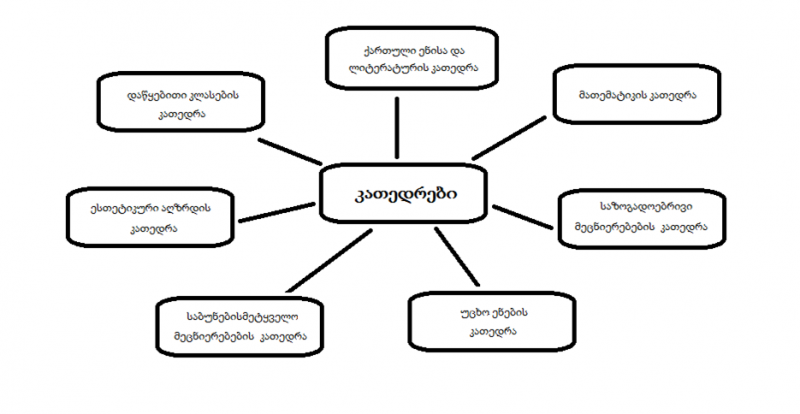 ქართული ენისა და
ლიტერატურის კათედრა
დაწყებითი კლასების
კათედრა
მათემატიკის კათედრა
კათედრები
ესთეტიკური აღზრდის
კათედრა
საზოგადოებრივი
მეცნიერებების კათედრა
საბუნებისმეტყველო
მეცნიერებების კათედრა
უცხო ენების
კათედრა